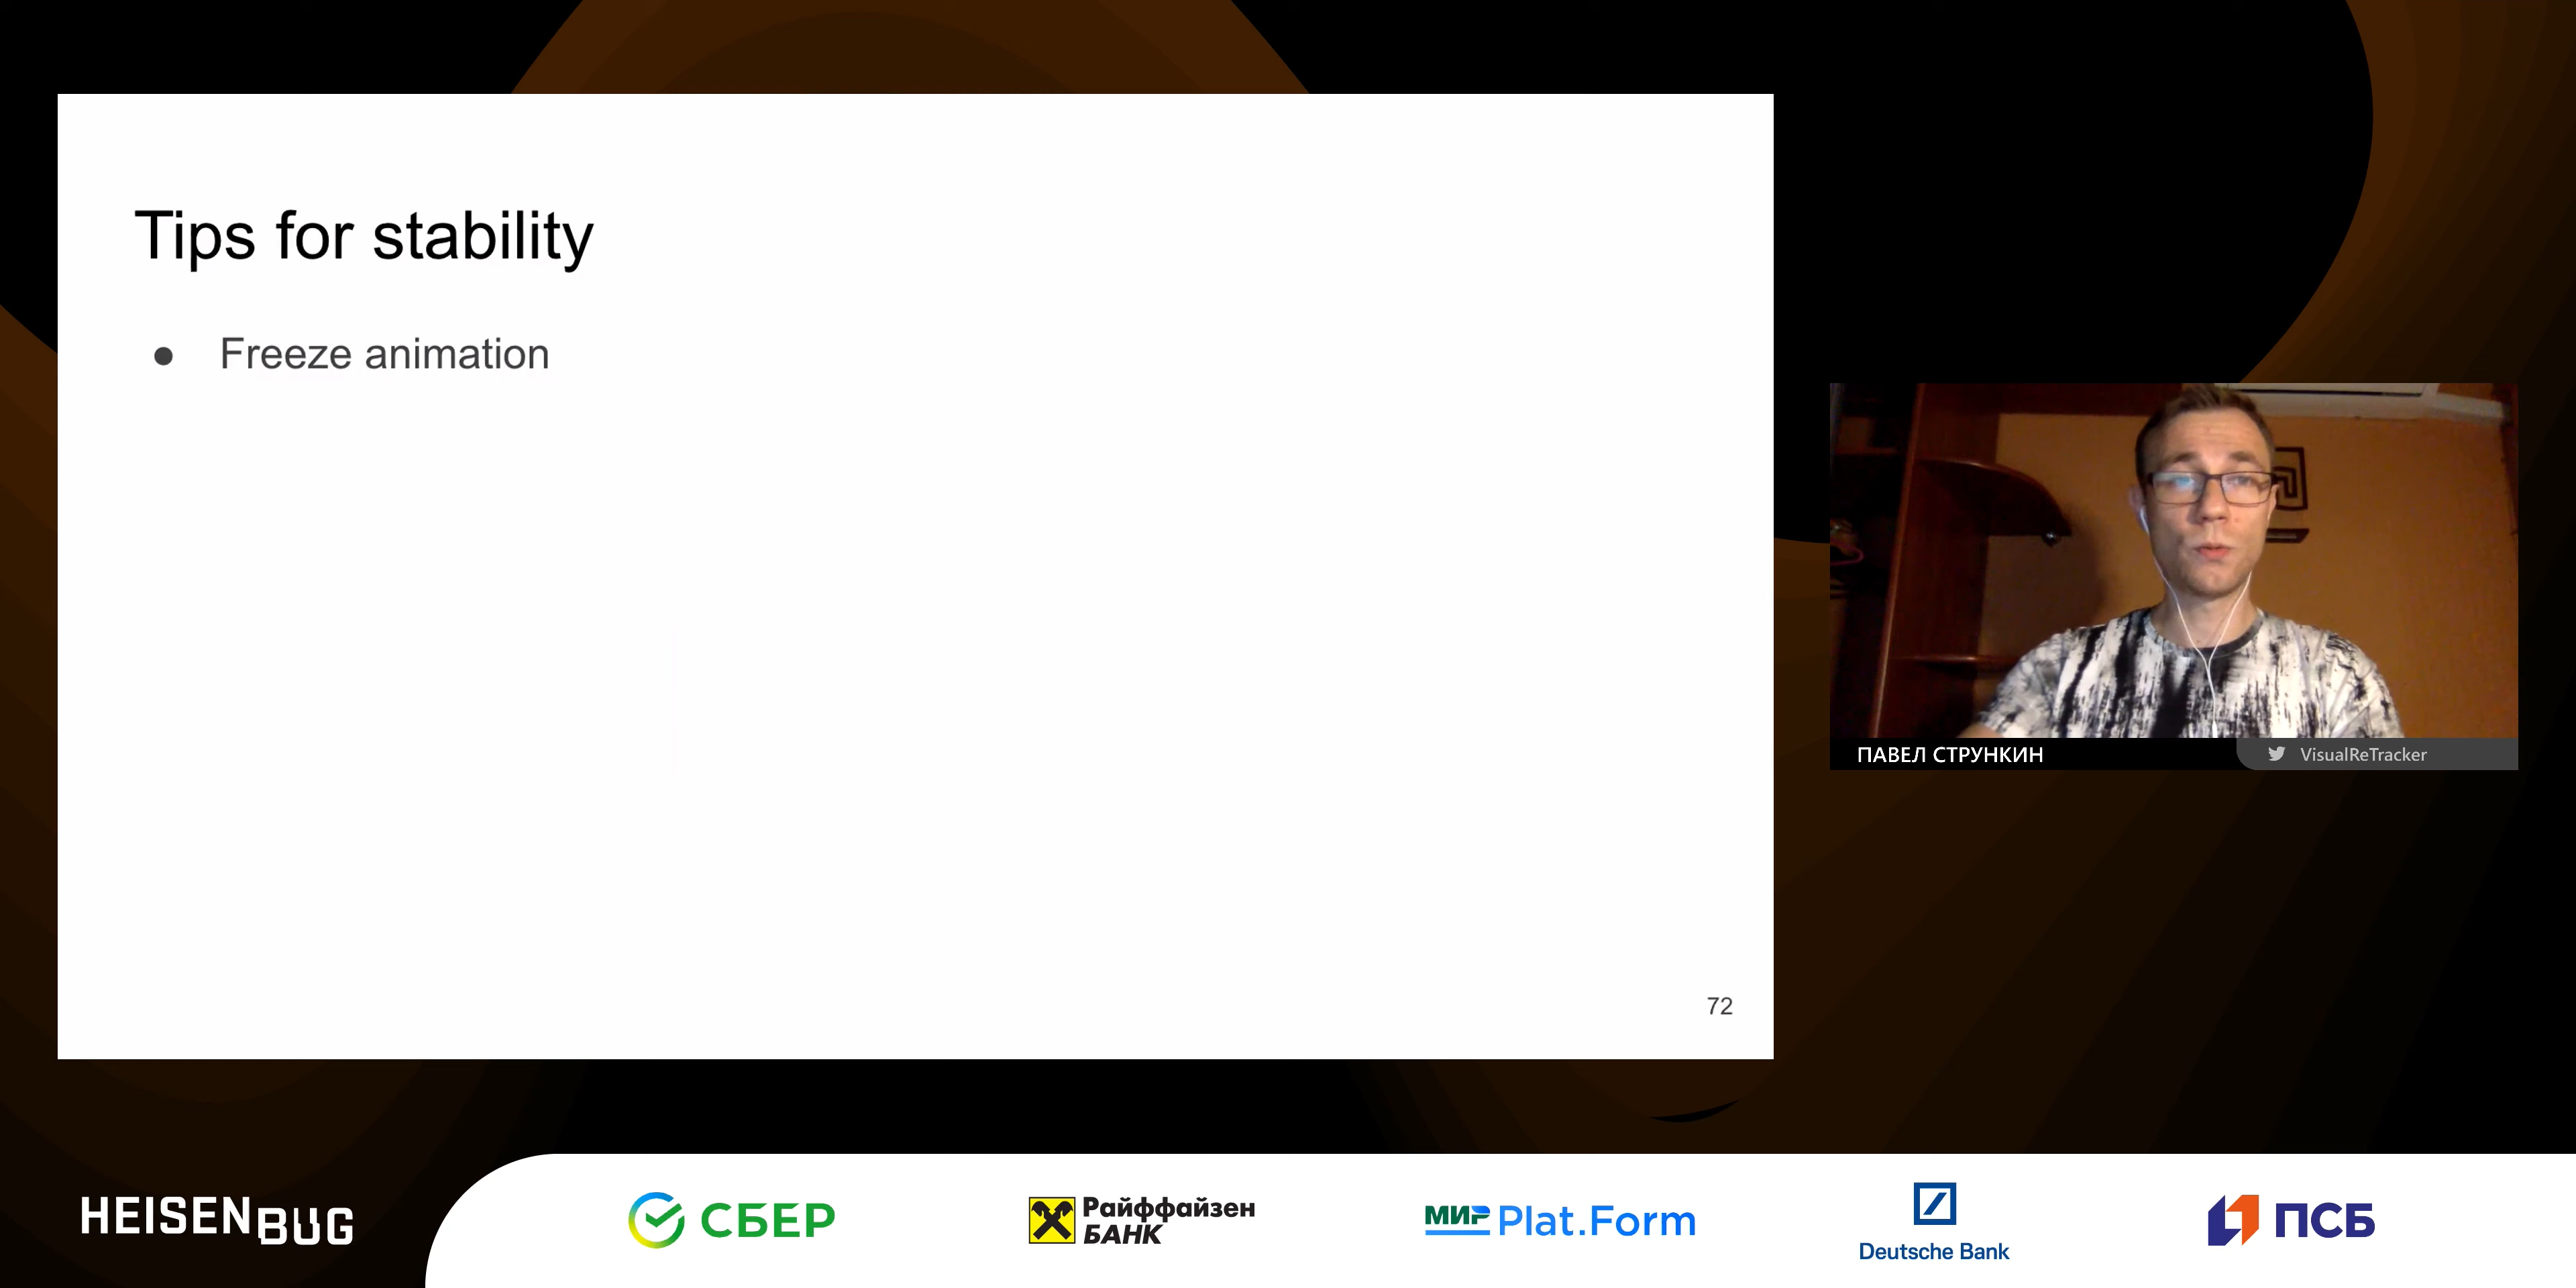 Tips for stability
● Freeze animation
72
ПАВЕЛ СТРУНКИН
VisualReTracker
HEISENBUG
СБЕР
Райффайзен
БАНК
МИР Plat.Form
Deutsche Bank
ПСБ